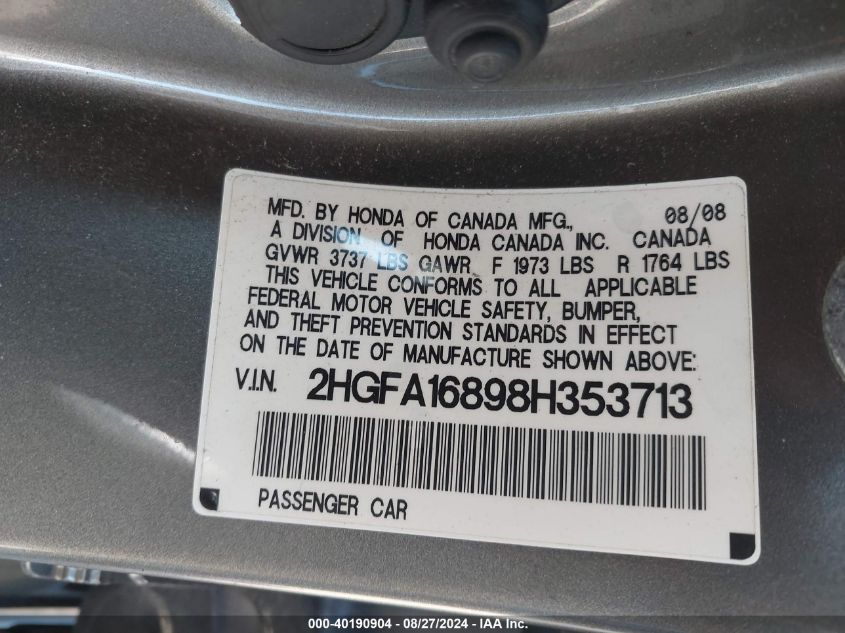 MFD. BY HONDA OF CANADA MFG., 08/08
A DIVISION OF HONDA CANADA INC. CANADA
GVWR 3737 LBS GAWR F 1973 LBS R 1764 LBS
THIS VEHICLE CONFORMS TO ALL APPLICABLE
FEDERAL MOTOR VEHICLE SAFETY, BUMPER,
AND THEFT PREVENTION STANDARDS IN EFFECT
ON THE DATE OF MANUFACTURE SHOWN ABOVE:
V.I.N. 2HGFA16898H353713
PASSENGER CAR
000-40190904 - 08/27/2024 - IAA Inc.